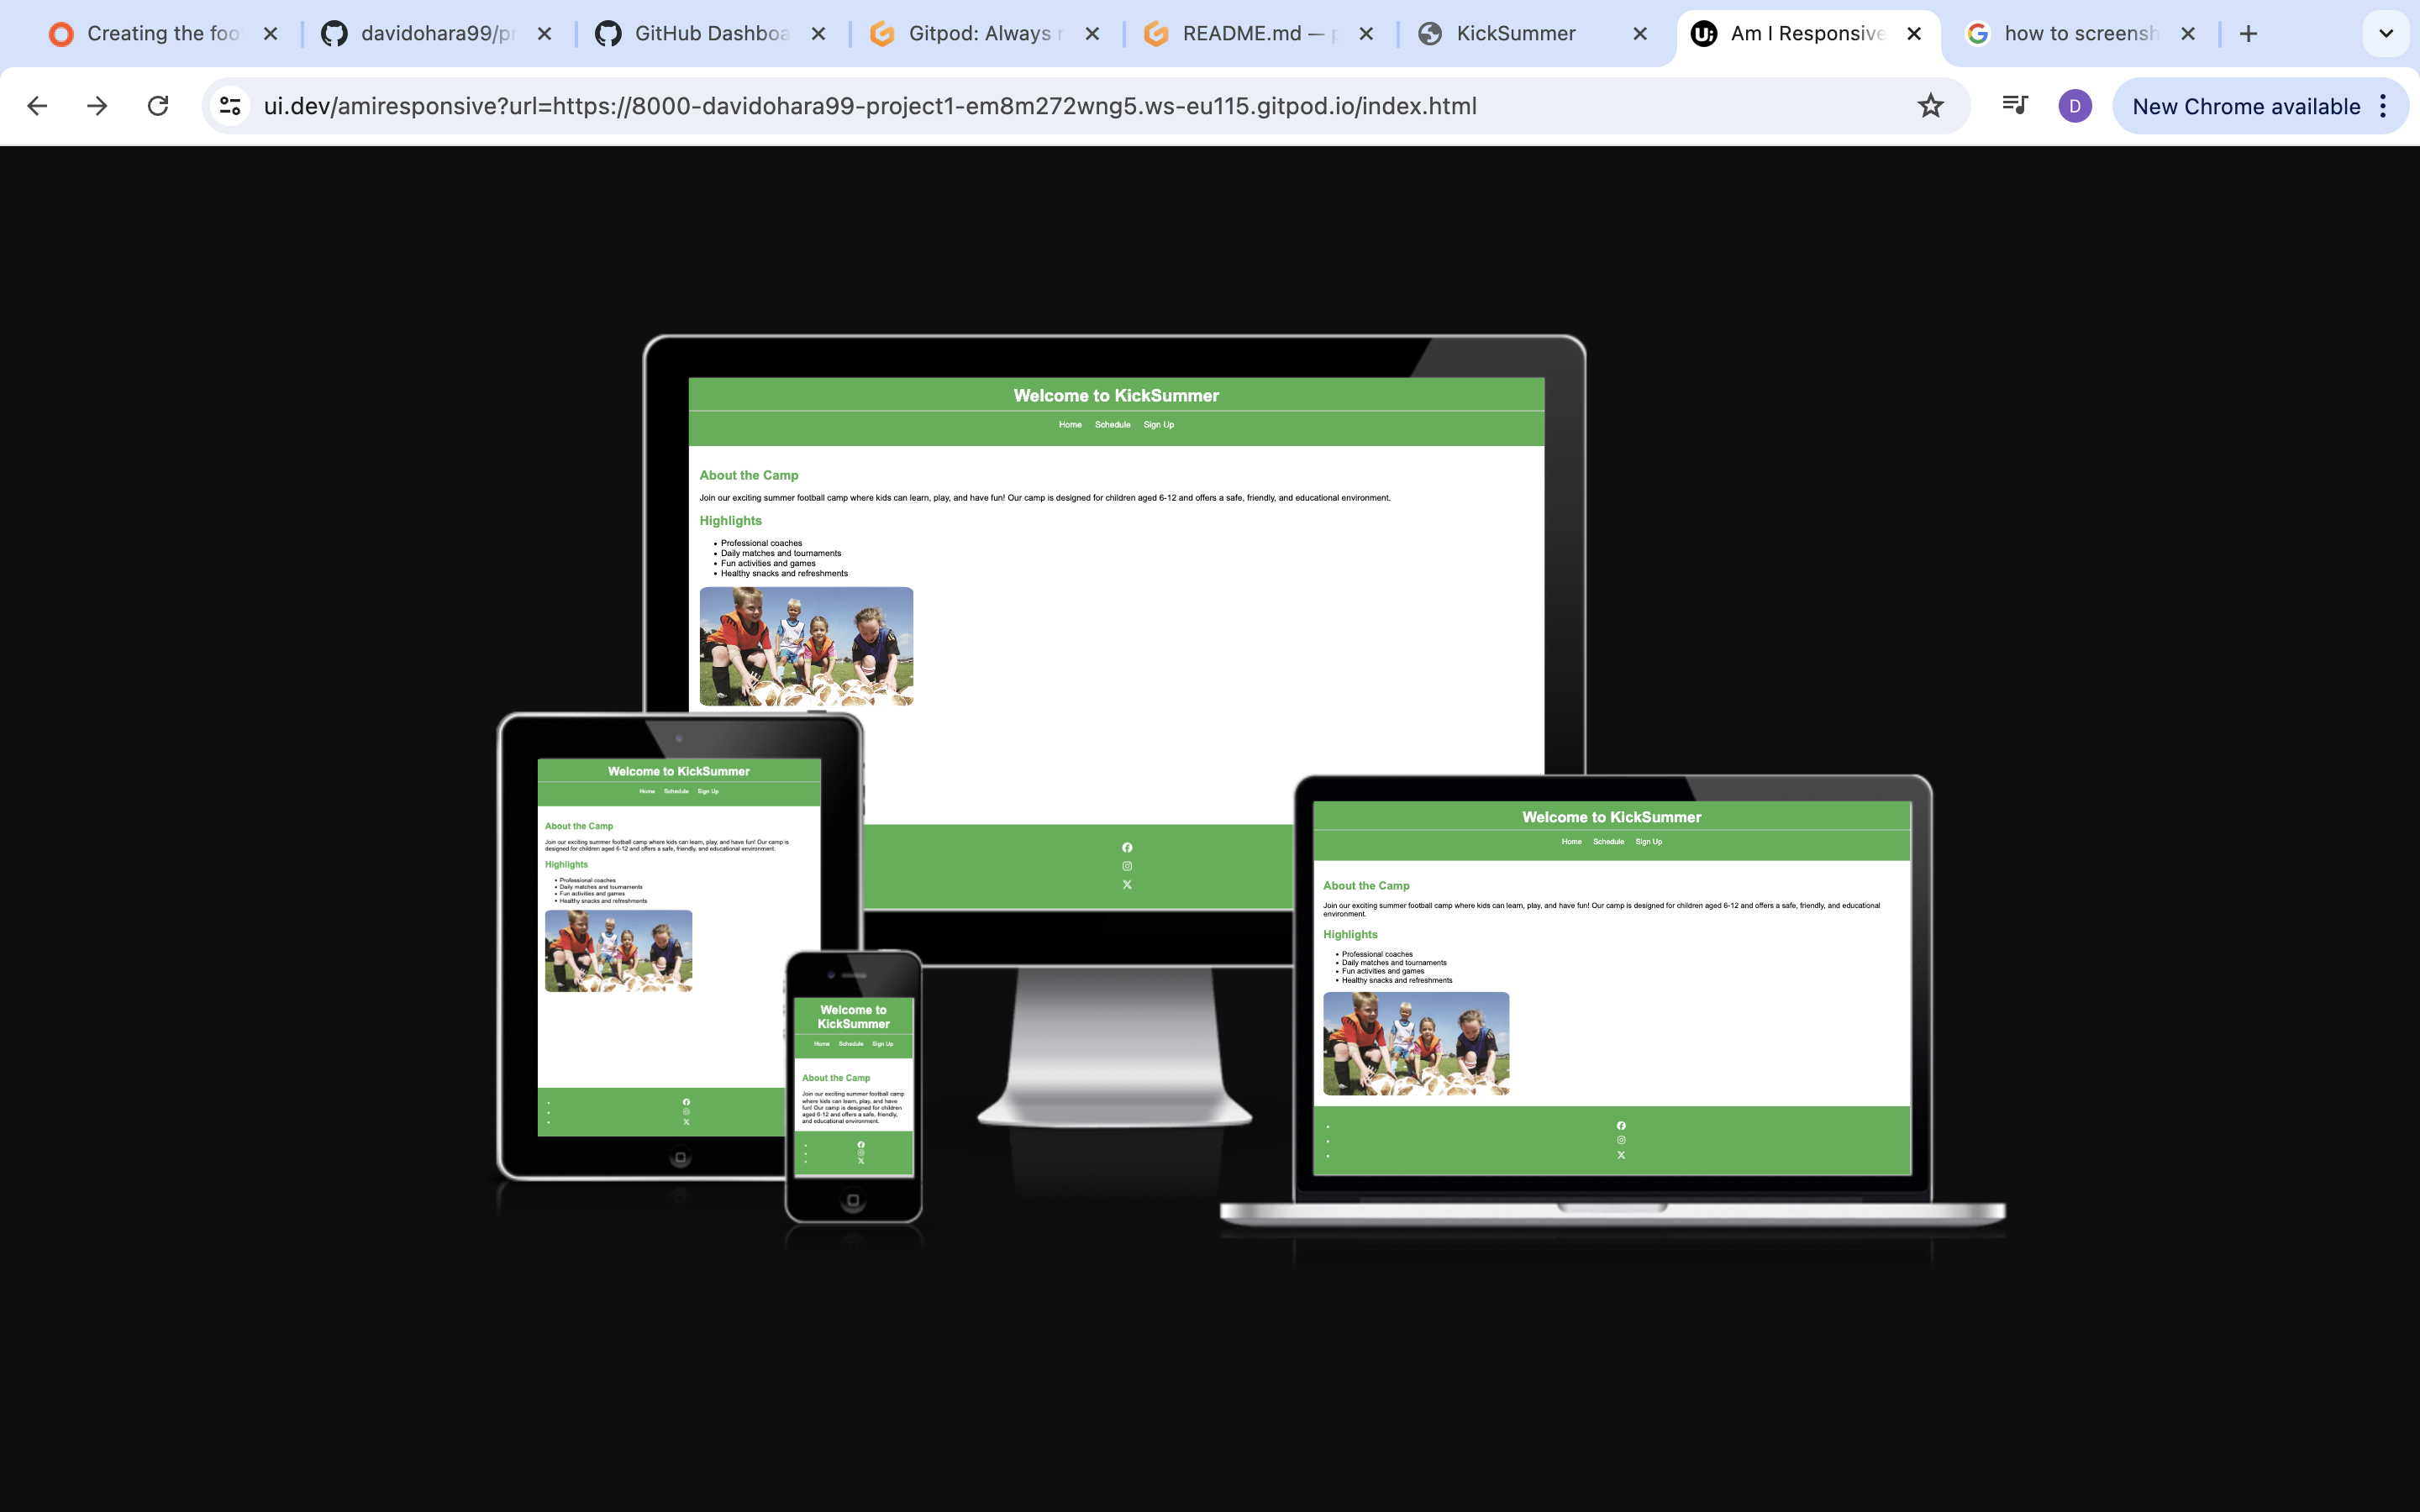 Creating the foo
davidohara99/pr
GitHub Dashboa
Gitpod: Always r
README.md — p
KickSummer
Am I Responsive
how to screensh
ui.dev/amiresponsive?url=https://8000-davidohara99-project1-em8m272wng5.ws-eu115.gitpod.io/index.html
D
New Chrome available
Welcome to KickSummer
Home Schedule Sign Up
About the Camp
Join our exciting summer football camp where kids can learn, play, and have fun! Our camp is designed for children aged 6-12 and offers a safe, friendly, and educational environment.
Highlights
• Professional coaches
• Daily matches and tournaments
• Fun activities and games
• Healthy snacks and refreshments
Welcome to KickSummer
Home Schedule Sign Up
About the Camp
Join our exciting summer football camp where kids can learn, play, and have fun! Our camp is
designed for children aged 6-12 and offers a safe, friendly, and educational environment.
Highlights
• Professional coaches
• Daily matches and tournaments
• Fun activities and games
• Healthy snacks and refreshments
Welcome to
KickSummer
Home Schedule Sign Up
About the Camp
Join our exciting summer football camp
where kids can learn, play, and have
fun! Our camp is designed for children
aged 6-12 and offers a safe, friendly,
and educational environment.
Welcome to KickSummer
Home Schedule Sign Up
About the Camp
Join our exciting summer football camp where kids can learn, play, and have fun! Our camp is designed for children aged 6-12 and offers a safe, friendly, and educational
environment.
Highlights
• Professional coaches
• Daily matches and tournaments
• Fun activities and games
• Healthy snacks and refreshments